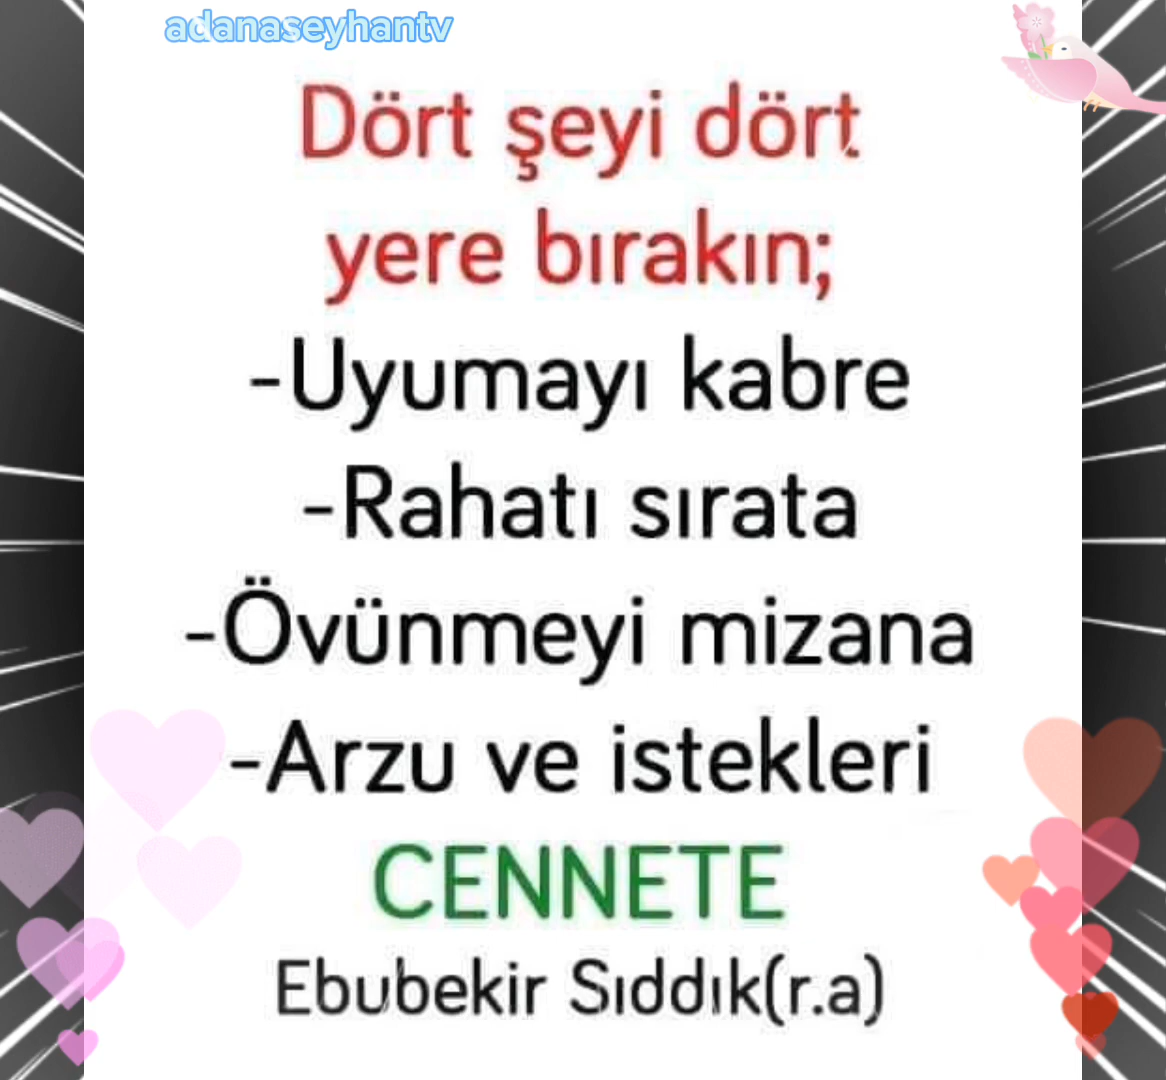 adanaseyhantv
Dört şeyi dört
yere bırakın;
-Uyumayı kabre
-Rahatı sırata
-Övünmeyi mizana
-Arzu ve istekleri
CENNETE
Ebubekir Sıddık(r.a)